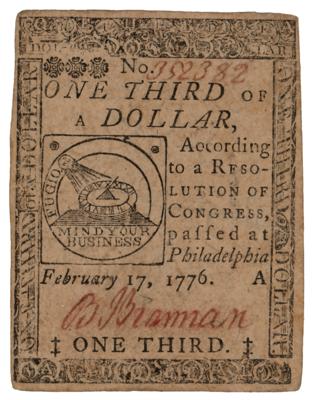 No. 352382
ONE THIRD OF
A DOLLAR,
According
to a RESO-
LUTION OF
CONGRESS,
passed at
Philadelphia
FUGIO
MIND YOUR
BUSINESS
February 17, 1776. A
B Brannan
‡ ONE THIRD. ‡